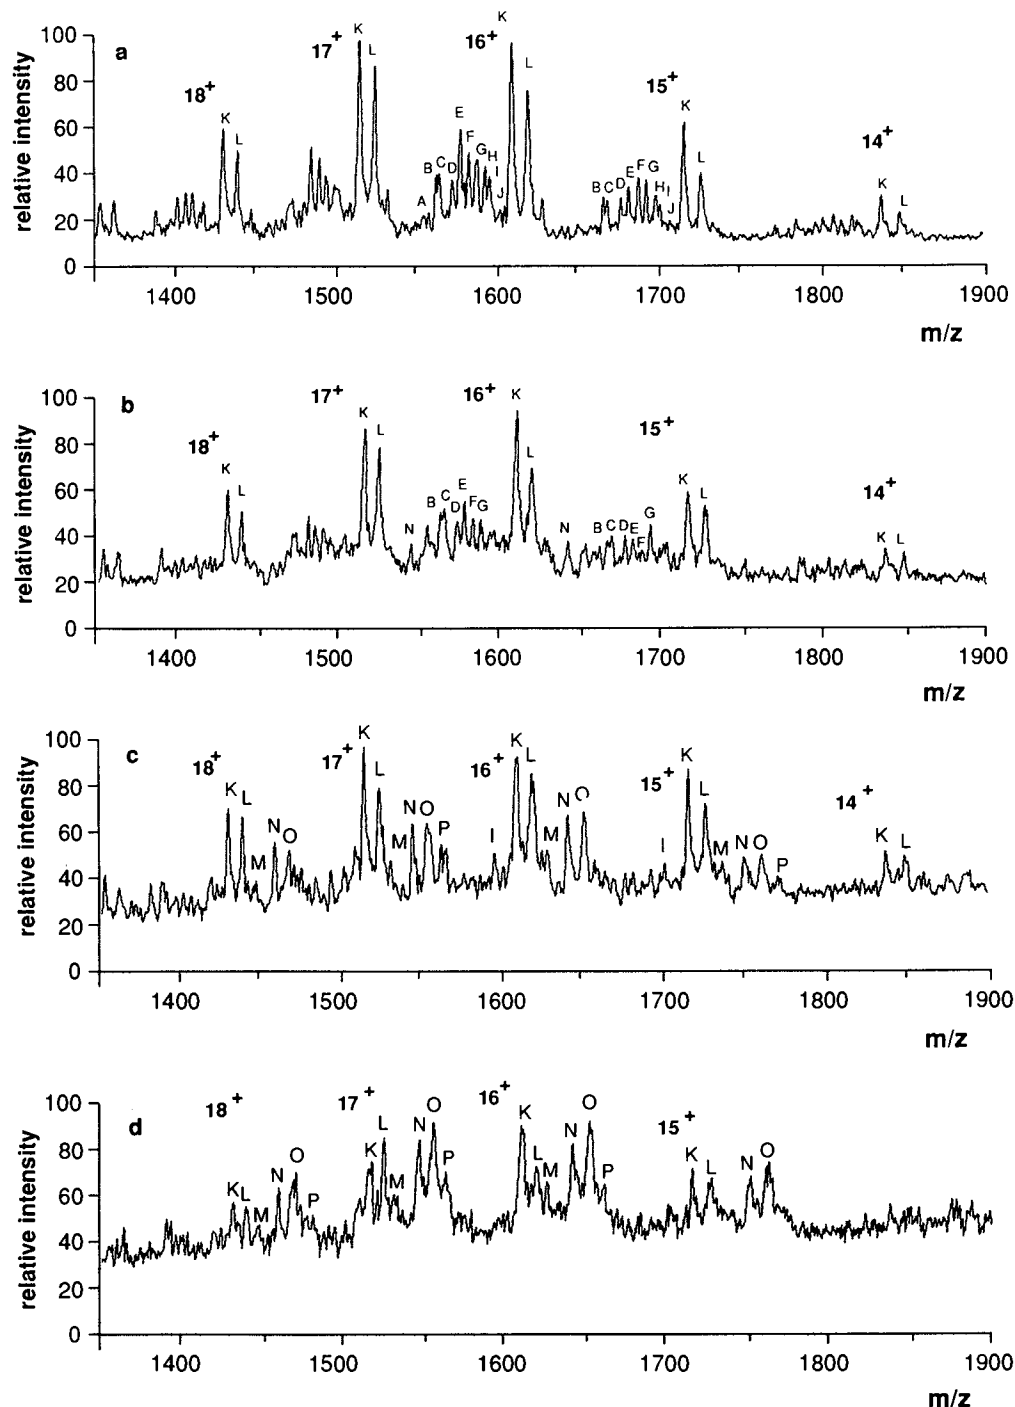 a
relative intensity
100
80
60
40
20
0
18+
K
L
17+
K
L
A
B
C
D
E
F
G
H
I
J
16+
K
L
B
C
D
E
F
G
H
I
J
15+
K
L
14+
K
L
1400
1500
1600
1700
1800
1900
m/z
b
relative intensity
100
80
60
40
20
0
18+
K
L
17+
K
L
N
B
C
D
E
F
G
16+
K
L
N
B
C
D
E
F
G
15+
K
L
14+
K
L
1400
1500
1600
1700
1800
1900
m/z
c
relative intensity
100
80
60
40
20
0
18+
K
L
M
N
O
17+
K
L
M
N
O
P
I
16+
K
L
M
N
O
I
15+
K
L
M
N
O
P
14+
K
L
1400
1500
1600
1700
1800
1900
m/z
d
relative intensity
100
80
60
40
20
0
18+
K
L
M
N
O
P
17+
K
L
M
N
O
P
16+
K
L
M
N
O
P
15+
K
L
N
O
1400
1500
1600
1700
1800
1900
m/z